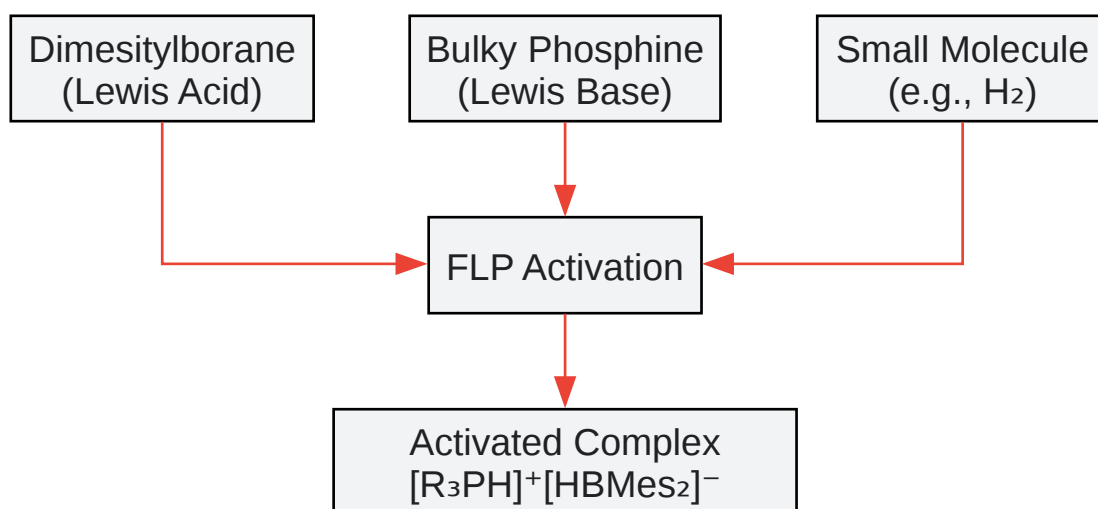 Dimesitylborane
(Lewis Acid)
Bulky Phosphine
(Lewis Base)
Small Molecule
(e.g., H₂)
FLP Activation
Activated Complex
[R₃PH]⁺[HBMes₂]⁻